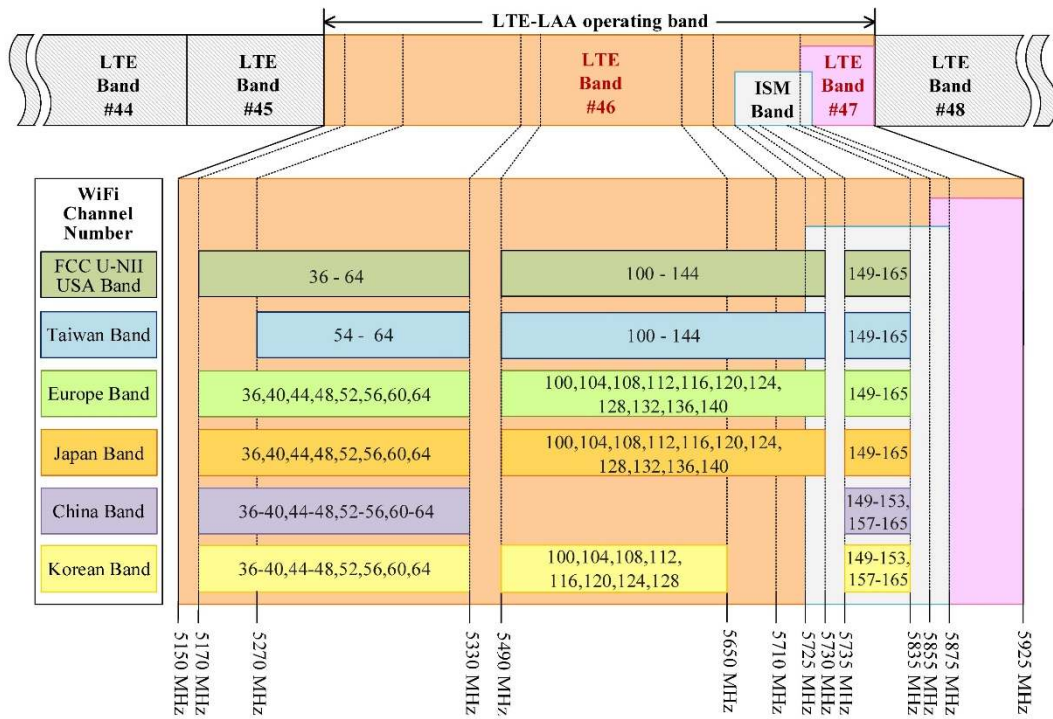 LTE-LAA operating band
LTE
Band
#44
LTE
Band
#45
LTE
Band
#46
ISM
Band
LTE
Band
#47
LTE
Band
#48
WiFi
Channel
Number
FCC U-NII
USA Band
36 - 64
100 - 144
149-165
Taiwan Band
54 - 64
100 - 144
149-165
Europe Band
36,40,44,48,52,56,60,64
100,104,108,112,116,120,124,
128,132,136,140
149-165
Japan Band
36,40,44,48,52,56,60,64
100,104,108,112,116,120,124,
128,132,136,140
149-165
China Band
36-40,44-48,52-56,60-64
149-153,
157-165
Korean Band
36-40,44-48,52,56,60,64
100,104,108,112,
116,120,124,128
149-153,
157-165
5150 MHz
5170 MHz
5270 MHz
5330 MHz
5490 MHz
5650 MHz
5710 MHz
5725 MHz
5730 MHz
5735 MHz
5835 MHz
5855 MHz
5875 MHz
5925 MHz